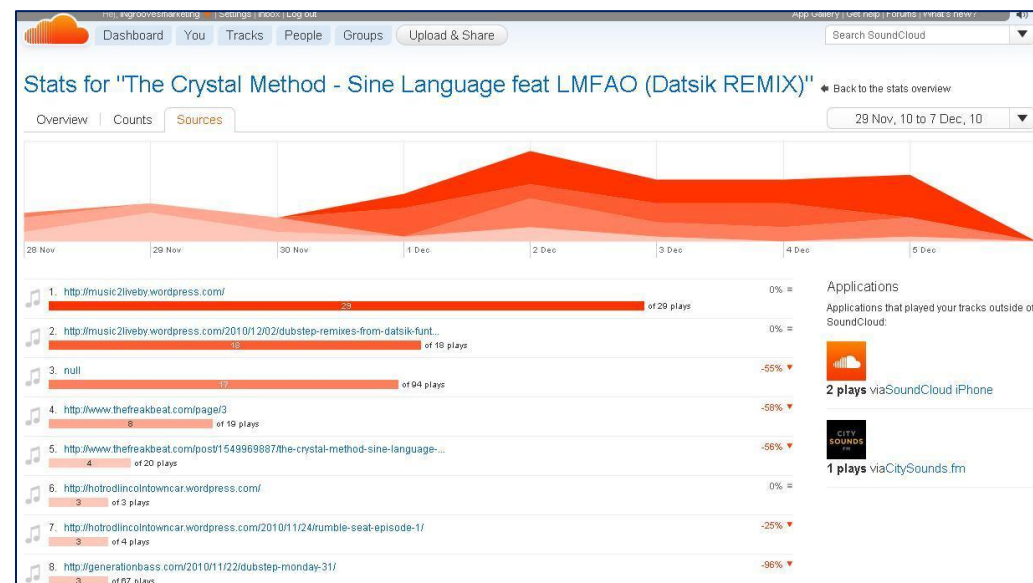 Hej, ingroovesmarketing | Settings | Inbox | Log out
App Gallery | Get help | Forums | What's new?
Dashboard You Tracks People Groups Upload & Share
Search SoundCloud
Stats for "The Crystal Method - Sine Language feat LMFAO (Datsik REMIX)"
Back to the stats overview
Overview Counts Sources
29 Nov, 10 to 7 Dec, 10
28 Nov 29 Nov 30 Nov 1 Dec 2 Dec 3 Dec 4 Dec 5 Dec
1. http://music2liveby.wordpress.com/ 0% =
29 of 29 plays
2. http://music2liveby.wordpress.com/2010/12/02/dubstep-remixes-from-datsik-funt... 0% =
18 of 18 plays
3. null -55% ▼
17 of 94 plays
4. http://www.thefreakbeat.com/page/3 -58% ▼
8 of 19 plays
5. http://www.thefreakbeat.com/post/1549969887/the-crystal-method-sine-language-... -56% ▼
4 of 20 plays
6. http://hotrodlincolntowncar.wordpress.com/ 0% =
3 of 3 plays
7. http://hotrodlincolntowncar.wordpress.com/2010/11/24/rumble-seat-episode-1/ -25% ▼
3 of 4 plays
8. http://generationbass.com/2010/11/22/dubstep-monday-31/ -96% ▼
3 of 67 plays
Applications
Applications that played your tracks outside of
SoundCloud:
2 plays viaSoundCloud iPhone
CITY
SOUNDS
FM
1 plays viaCitySounds.fm